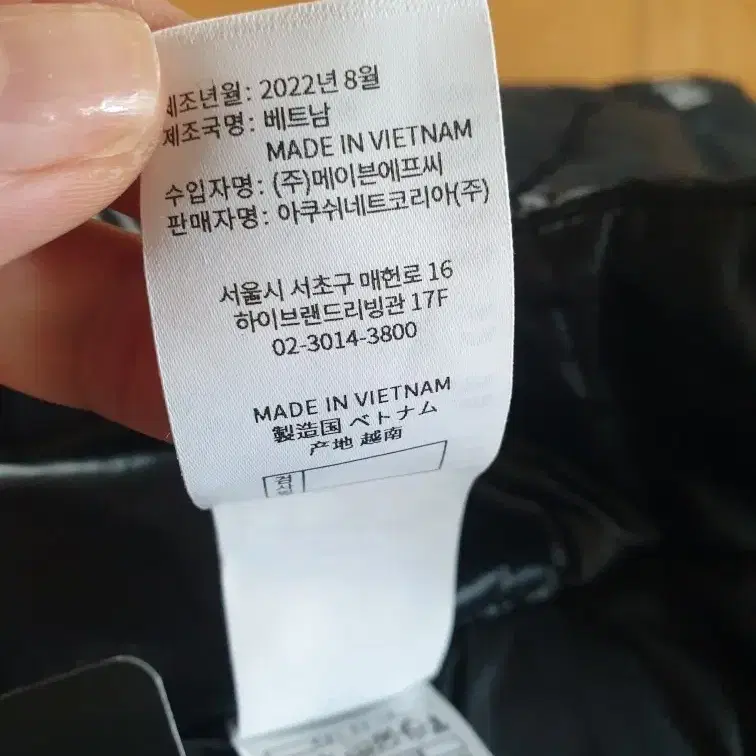 제조년월: 2022년 8월
제조국명: 베트남
MADE IN VIETNAM
수입자명: (주)메이븐에프씨
판매자명: 아쿠쉬네트코리아(주)
서울시 서초구 매헌로 16
하이브랜드리빙관 17F
02-3014-3800
MADE IN VIETNAM
製造国 ベトナム
产地 越南